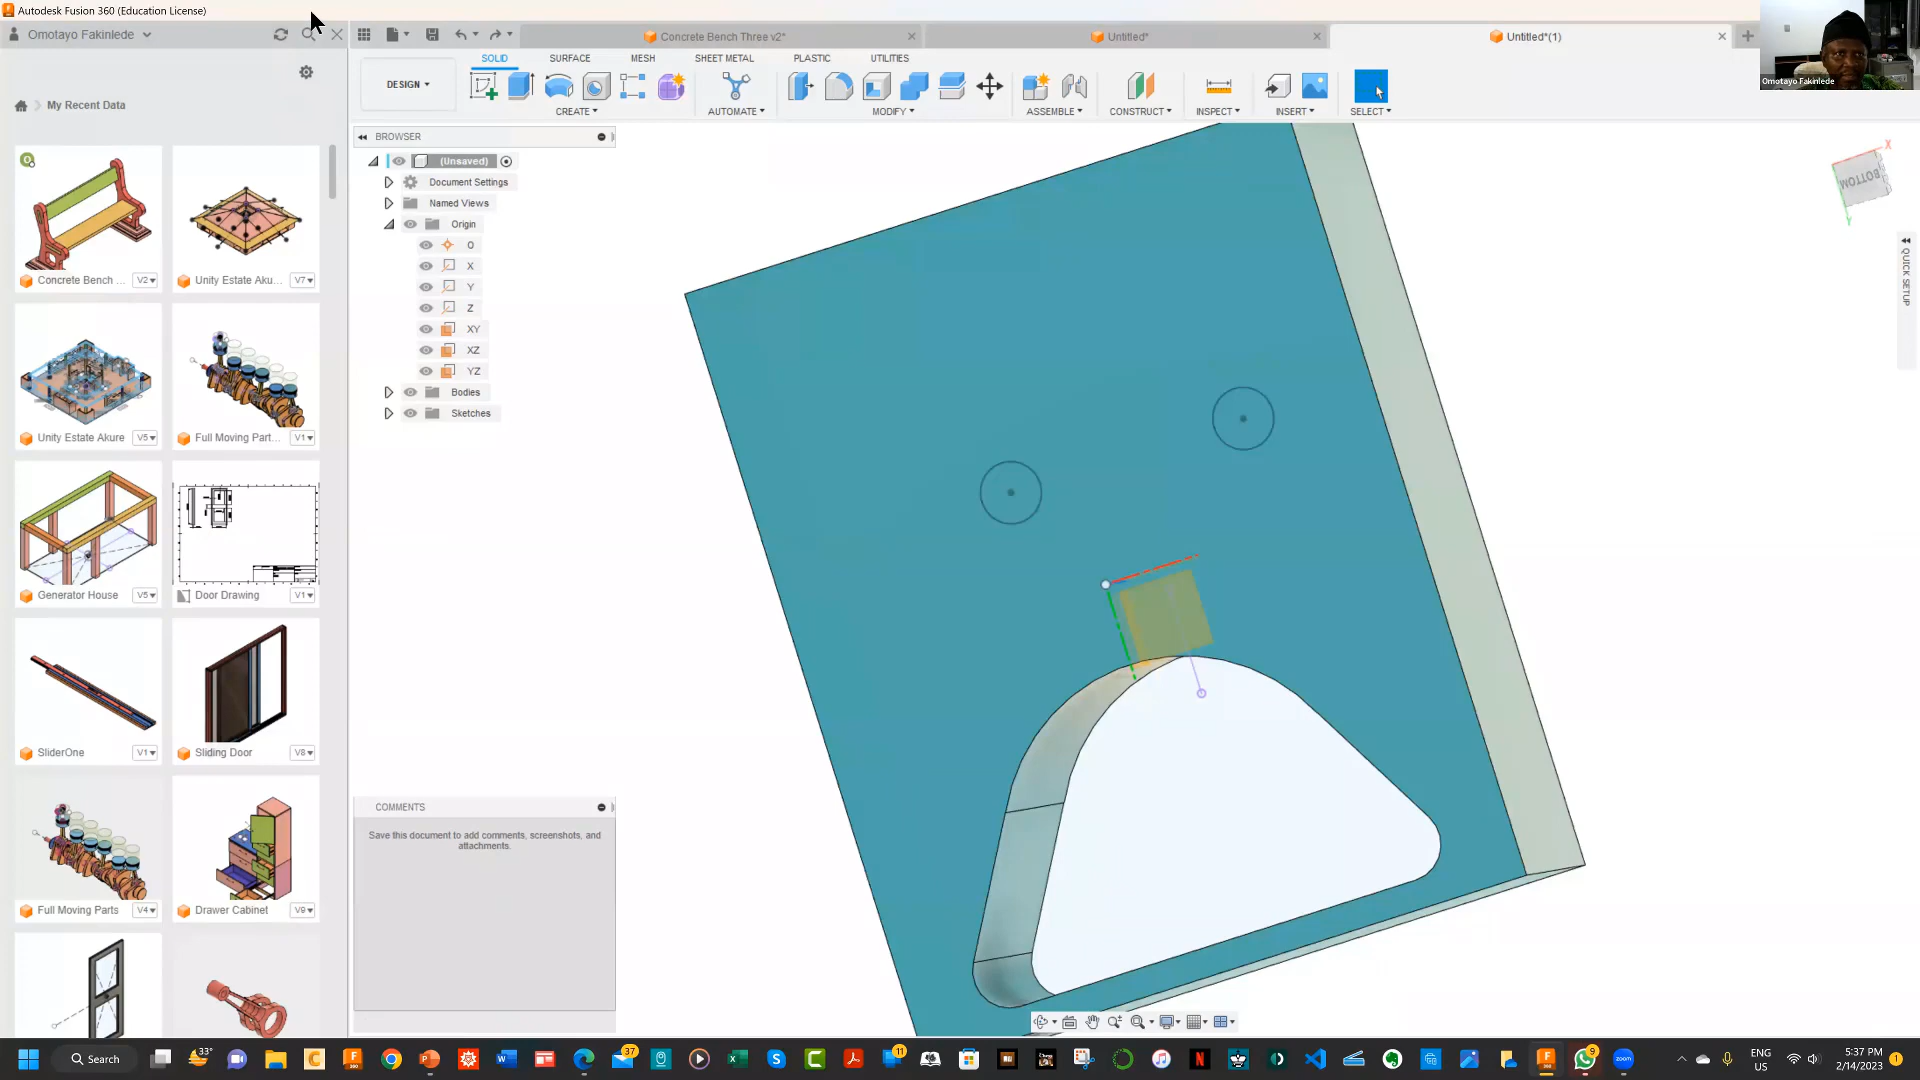 Autodesk Fusion 360 (Education License)
Omotayo Fakinlede
My Recent Data
Concrete Bench ... V2
Unity Estate Aku... V7
Unity Estate Akure V5
Full Moving Part... V1
Generator House V5
Door Drawing V1
SliderOne V1
Sliding Door V8
Full Moving Parts V4
Drawer Cabinet V9
Concrete Bench Three v2*
Untitled*
Untitled*(1)
SOLID SURFACE MESH SHEET METAL PLASTIC UTILITIES
DESIGN
CREATE AUTOMATE MODIFY ASSEMBLE CONSTRUCT INSPECT INSERT SELECT
BROWSER
(Unsaved)
Document Settings
Named Views
Origin
O
X
Y
Z
XY
XZ
YZ
Bodies
Sketches
COMMENTS
Save this document to add comments, screenshots, and
attachments.
X
BOTTOM
Y
QUICK SETUP
Omotayo Fakinlede
Search
33°
37
11
9
ENG
US
5:37 PM
2/14/2023
1